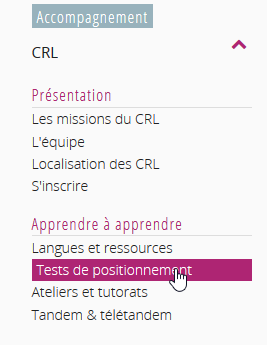 Accompagnement
CRL
Présentation
Les missions du CRL
L'équipe
Localisation des CRL
S'inscrire
Apprendre à apprendre
Langues et ressources
Tests de positionnement
Ateliers et tutorats
Tandem & télétandem